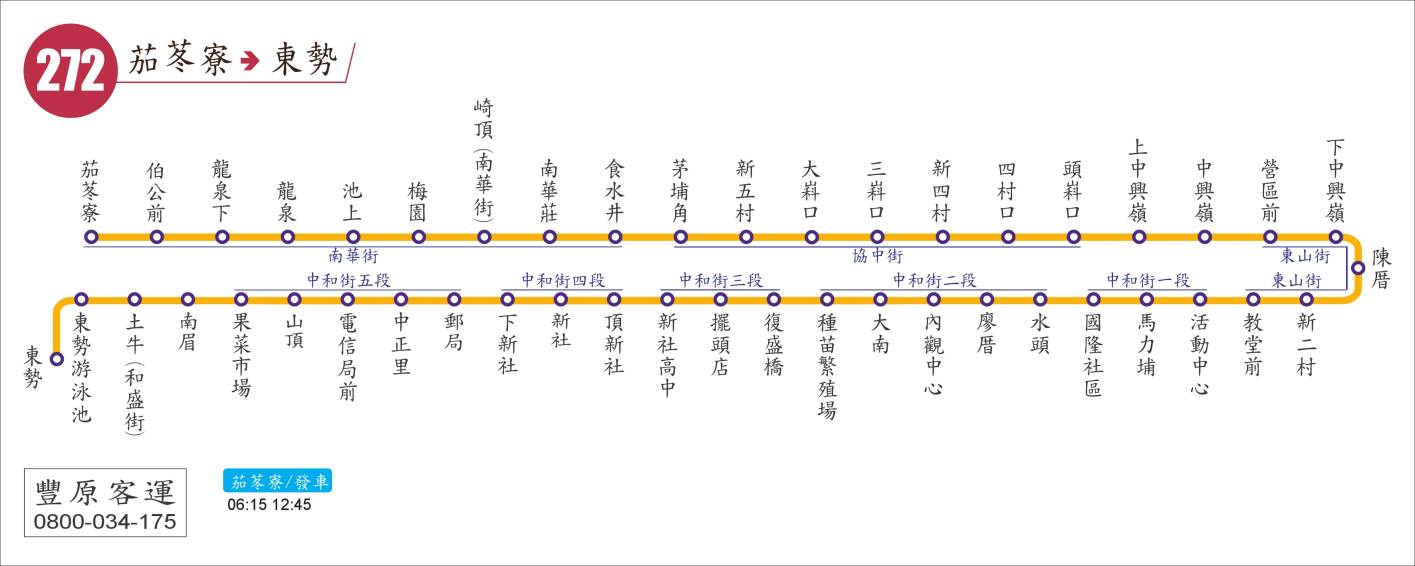 272 茄苳寮➔東勢
茄苳寮
伯公前
龍泉下
龍泉
池上
梅園
崎頂(南華街)
南華莊
食水井
茅埔角
新五村
大嵙口
三嵙口
新四村
四村口
頭嵙口
上中興嶺
中興嶺
營區前
下中興嶺
南華街
協中街
東山街
陳厝
中和街五段
中和街四段
中和街三段
中和街二段
中和街一段
東山街
東勢
東勢游泳池
土牛(和盛街)
南眉
果菜市場
山頂
電信局前
中正里
郵局
下新社
新社
頂新社
新社高中
擺頭店
復盛橋
種苗繁殖場
大南
內觀中心
廖厝
水頭
國隆社區
馬力埔
活動中心
教堂前
新二村
豐原客運
0800-034-175
茄苳寮/發車
06:15 12:45